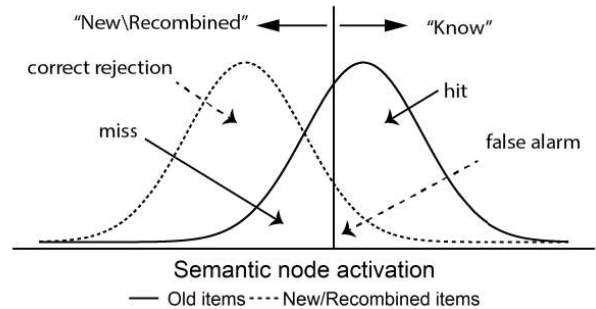 “New\Recombined”
“Know”
correct rejection
hit
miss
false alarm
Semantic node activation
Old items
New/Recombined items